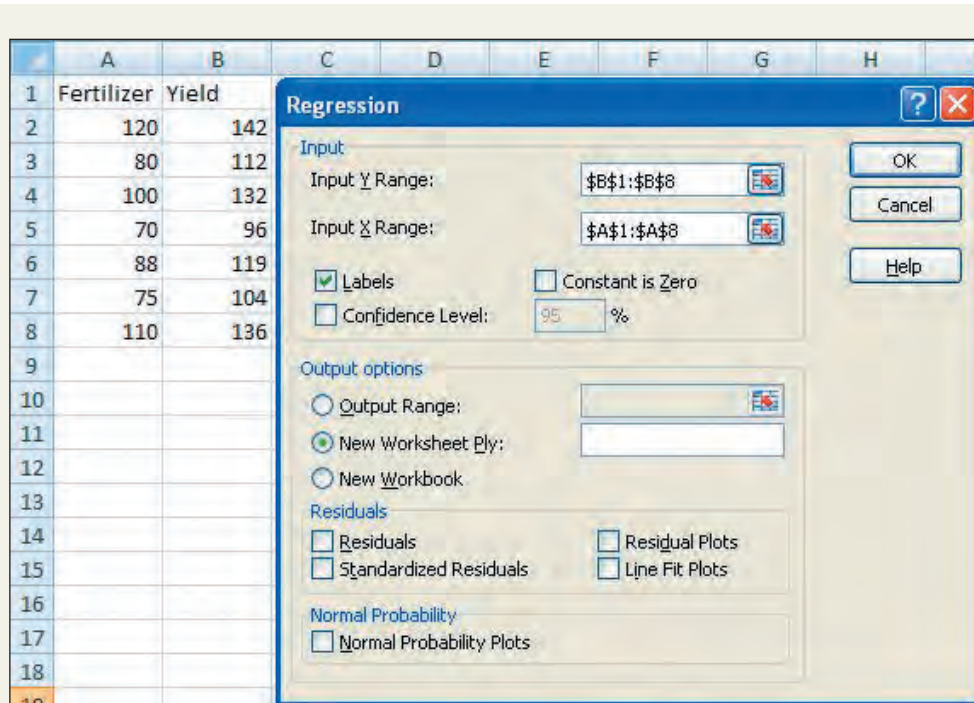 A B C D E F G H
1 Fertilizer Yield
2 120 142
3 80 112
4 100 132
5 70 96
6 88 119
7 75 104
8 110 136
9
10
11
12
13
14
15
16
17
18
Regression
?
Input
Input Y Range: $B$1:$B$8
Input X Range: $A$1:$A$8
Labels Constant is Zero
Confidence Level: 95 %
OK
Cancel
Help
Output options
Output Range:
New Worksheet Ply:
New Workbook
Residuals
Residuals Residual Plots
Standardized Residuals Line Fit Plots
Normal Probability
Normal Probability Plots